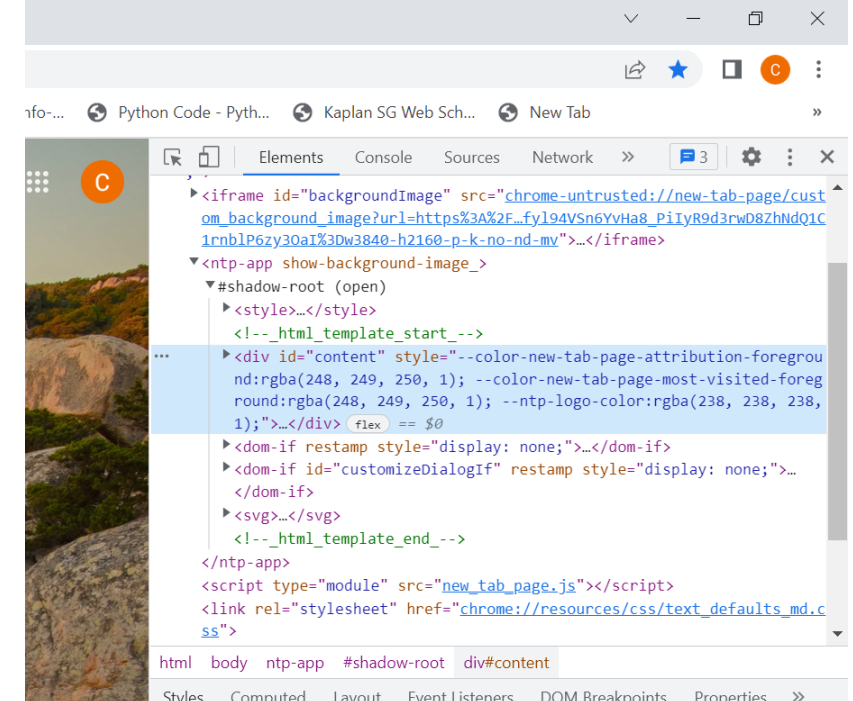 C
nfo-... Python Code - Pyth... Kaplan SG Web Sch... New Tab »
C
Elements Console Sources Network » 3
<iframe id="backgroundImage" src="chrome-untrusted://new-tab-page/cust
om_background_image?url=https%3A%2F…fyl94VSn6YvHa8_PiIyR9d3rwD8ZhNdQ1C
1rnblP6zy3OaI%3Dw3840-h2160-p-k-no-nd-mv">…</iframe>
<ntp-app show-background-image_>
#shadow-root (open)
<style>…</style>
<!--_html_template_start_-->
<div id="content" style="--color-new-tab-page-attribution-foregrou
nd:rgba(248, 249, 250, 1); --color-new-tab-page-most-visited-foreg
round:rgba(248, 249, 250, 1); --ntp-logo-color:rgba(238, 238, 238,
1);">…</div> flex == $0
<dom-if restamp style="display: none;">…</dom-if>
<dom-if id="customizeDialogIf" restamp style="display: none;">…
</dom-if>
<svg>…</svg>
<!--_html_template_end_-->
</ntp-app>
<script type="module" src="new_tab_page.js"></script>
<link rel="stylesheet" href="chrome://resources/css/text_defaults_md.c
ss">
html body ntp-app #shadow-root div#content
Styles Computed Layout Event Listeners DOM Breakpoints Properties »